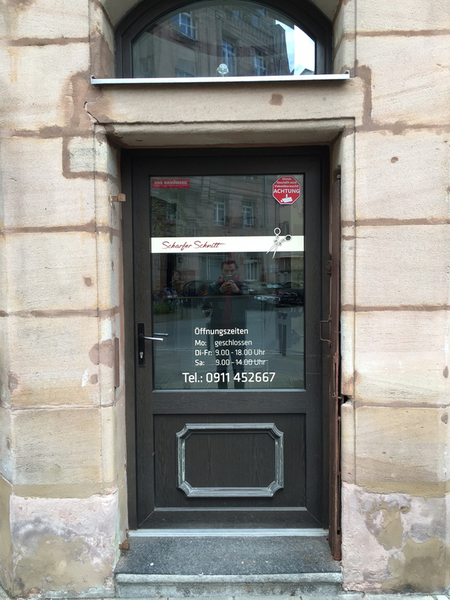 ACHTUNG
Scharfer Schnitt
Öffnungszeiten
Mo: geschlossen
Di-Fr: 9.00 - 18.00 Uhr
Sa: 9.00 - 14.00 Uhr
Tel.: 0911 452667